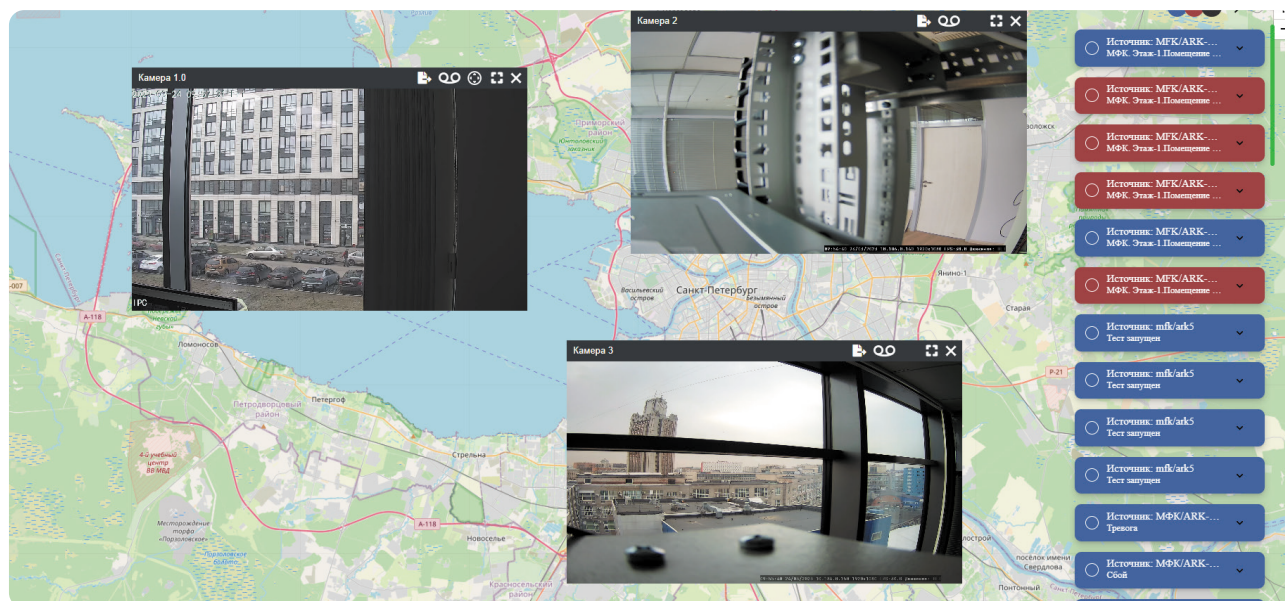 Камера 2
Источник: MFK/ARK-...
МФК. Этаж-1.Помещение ...
Камера 1.0
Источник: MFK/ARK-...
МФК. Этаж-1.Помещение ...
Приморский
район
Юнтоловский
заказник
Источник: MFK/ARK-...
МФК. Этаж-1.Помещение ...
Источник: MFK/ARK-...
МФК. Этаж-1.Помещение ...
Источник: MFK/ARK-...
МФК. Этаж-1.Помещение ...
Янино-1
-007
Санкт-Петербург
Васильевский
остров
Безымянный
остров
Источник: MFK/ARK-...
МФК. Этаж-1.Помещение ...
IPC
Старая
А-118
Ломоносов
Источник: mfk/ark5
Тест запущен
Камера 3
Р-21
Источник: mfk/ark5
Тест запущен
Петергоф
Петродворцовый
район
Источник: mfk/ark5
Тест запущен
4-й учебный
центр
ВВ МВД
Стрельна
Источник: mfk/ark5
Тест запущен
Месторождение
торфа
«Порзоловское»
А-118
Новоселье
Источник: МФК/ARK-...
Тревога
Порзоловское
болото
Красносельский
район
посёлок имени
Свердлова
Понтонный
Источник: МФК/ARK-...
Сбой